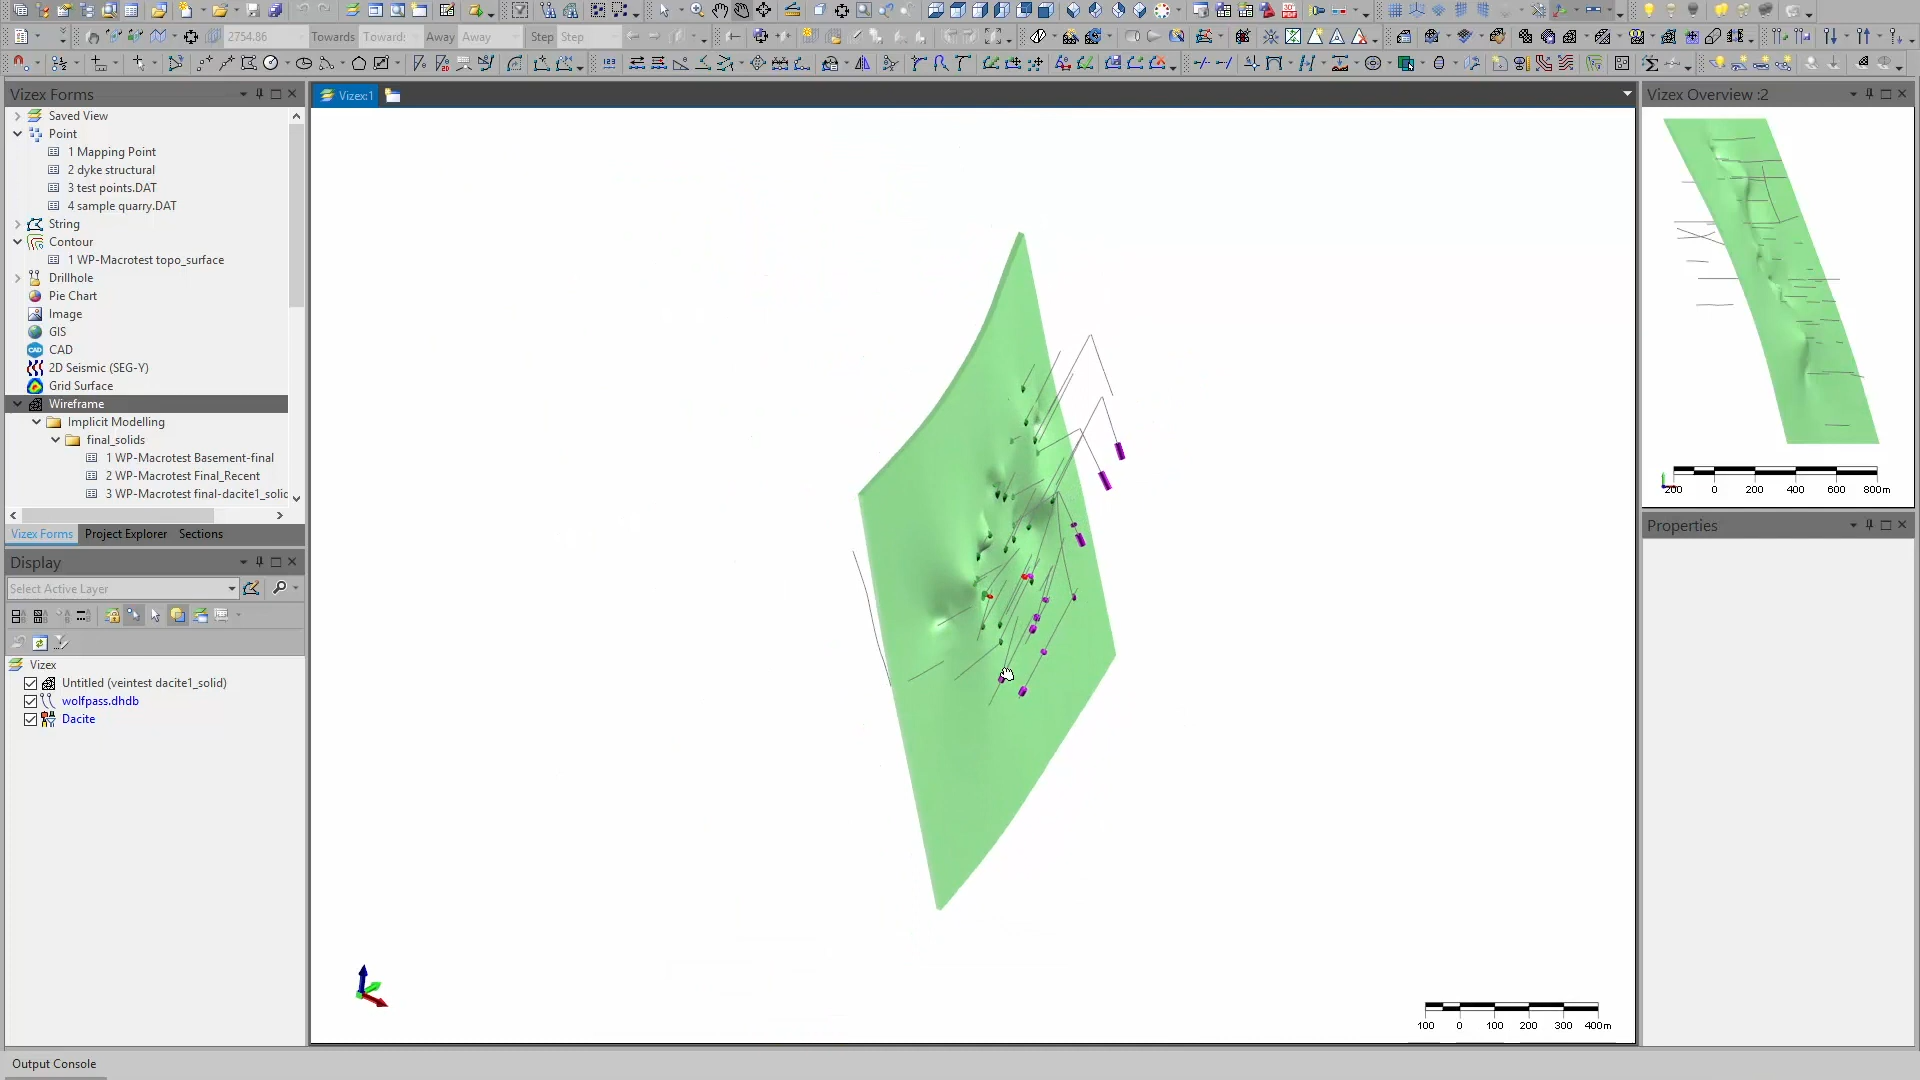 2754.86
Towards
Toward:
Away
Away
Step
Step
Vizex Forms
Saved View
Point
1 Mapping Point
2 dyke structural
3 test points.DAT
4 sample quarry.DAT
String
Contour
1 WP-Macrotest topo_surface
Drillhole
Pie Chart
Image
GIS
CAD
CAD
2D Seismic (SEG-Y)
Grid Surface
Wireframe
Implicit Modelling
final_solids
1 WP-Macrotest Basement-final
2 WP-Macrotest Final_Recent
3 WP-Macrotest final-dacite1_solid
Vizex Forms
Project Explorer
Sections
Display
Select Active Layer
Vizex
Untitled (veintest dacite1_solid)
wolfpass.dhdb
Dacite
Output Console
Vizex:1
100 0 100 200 300 400m
Vizex Overview :2
200 0 200 400 600 800m
Properties